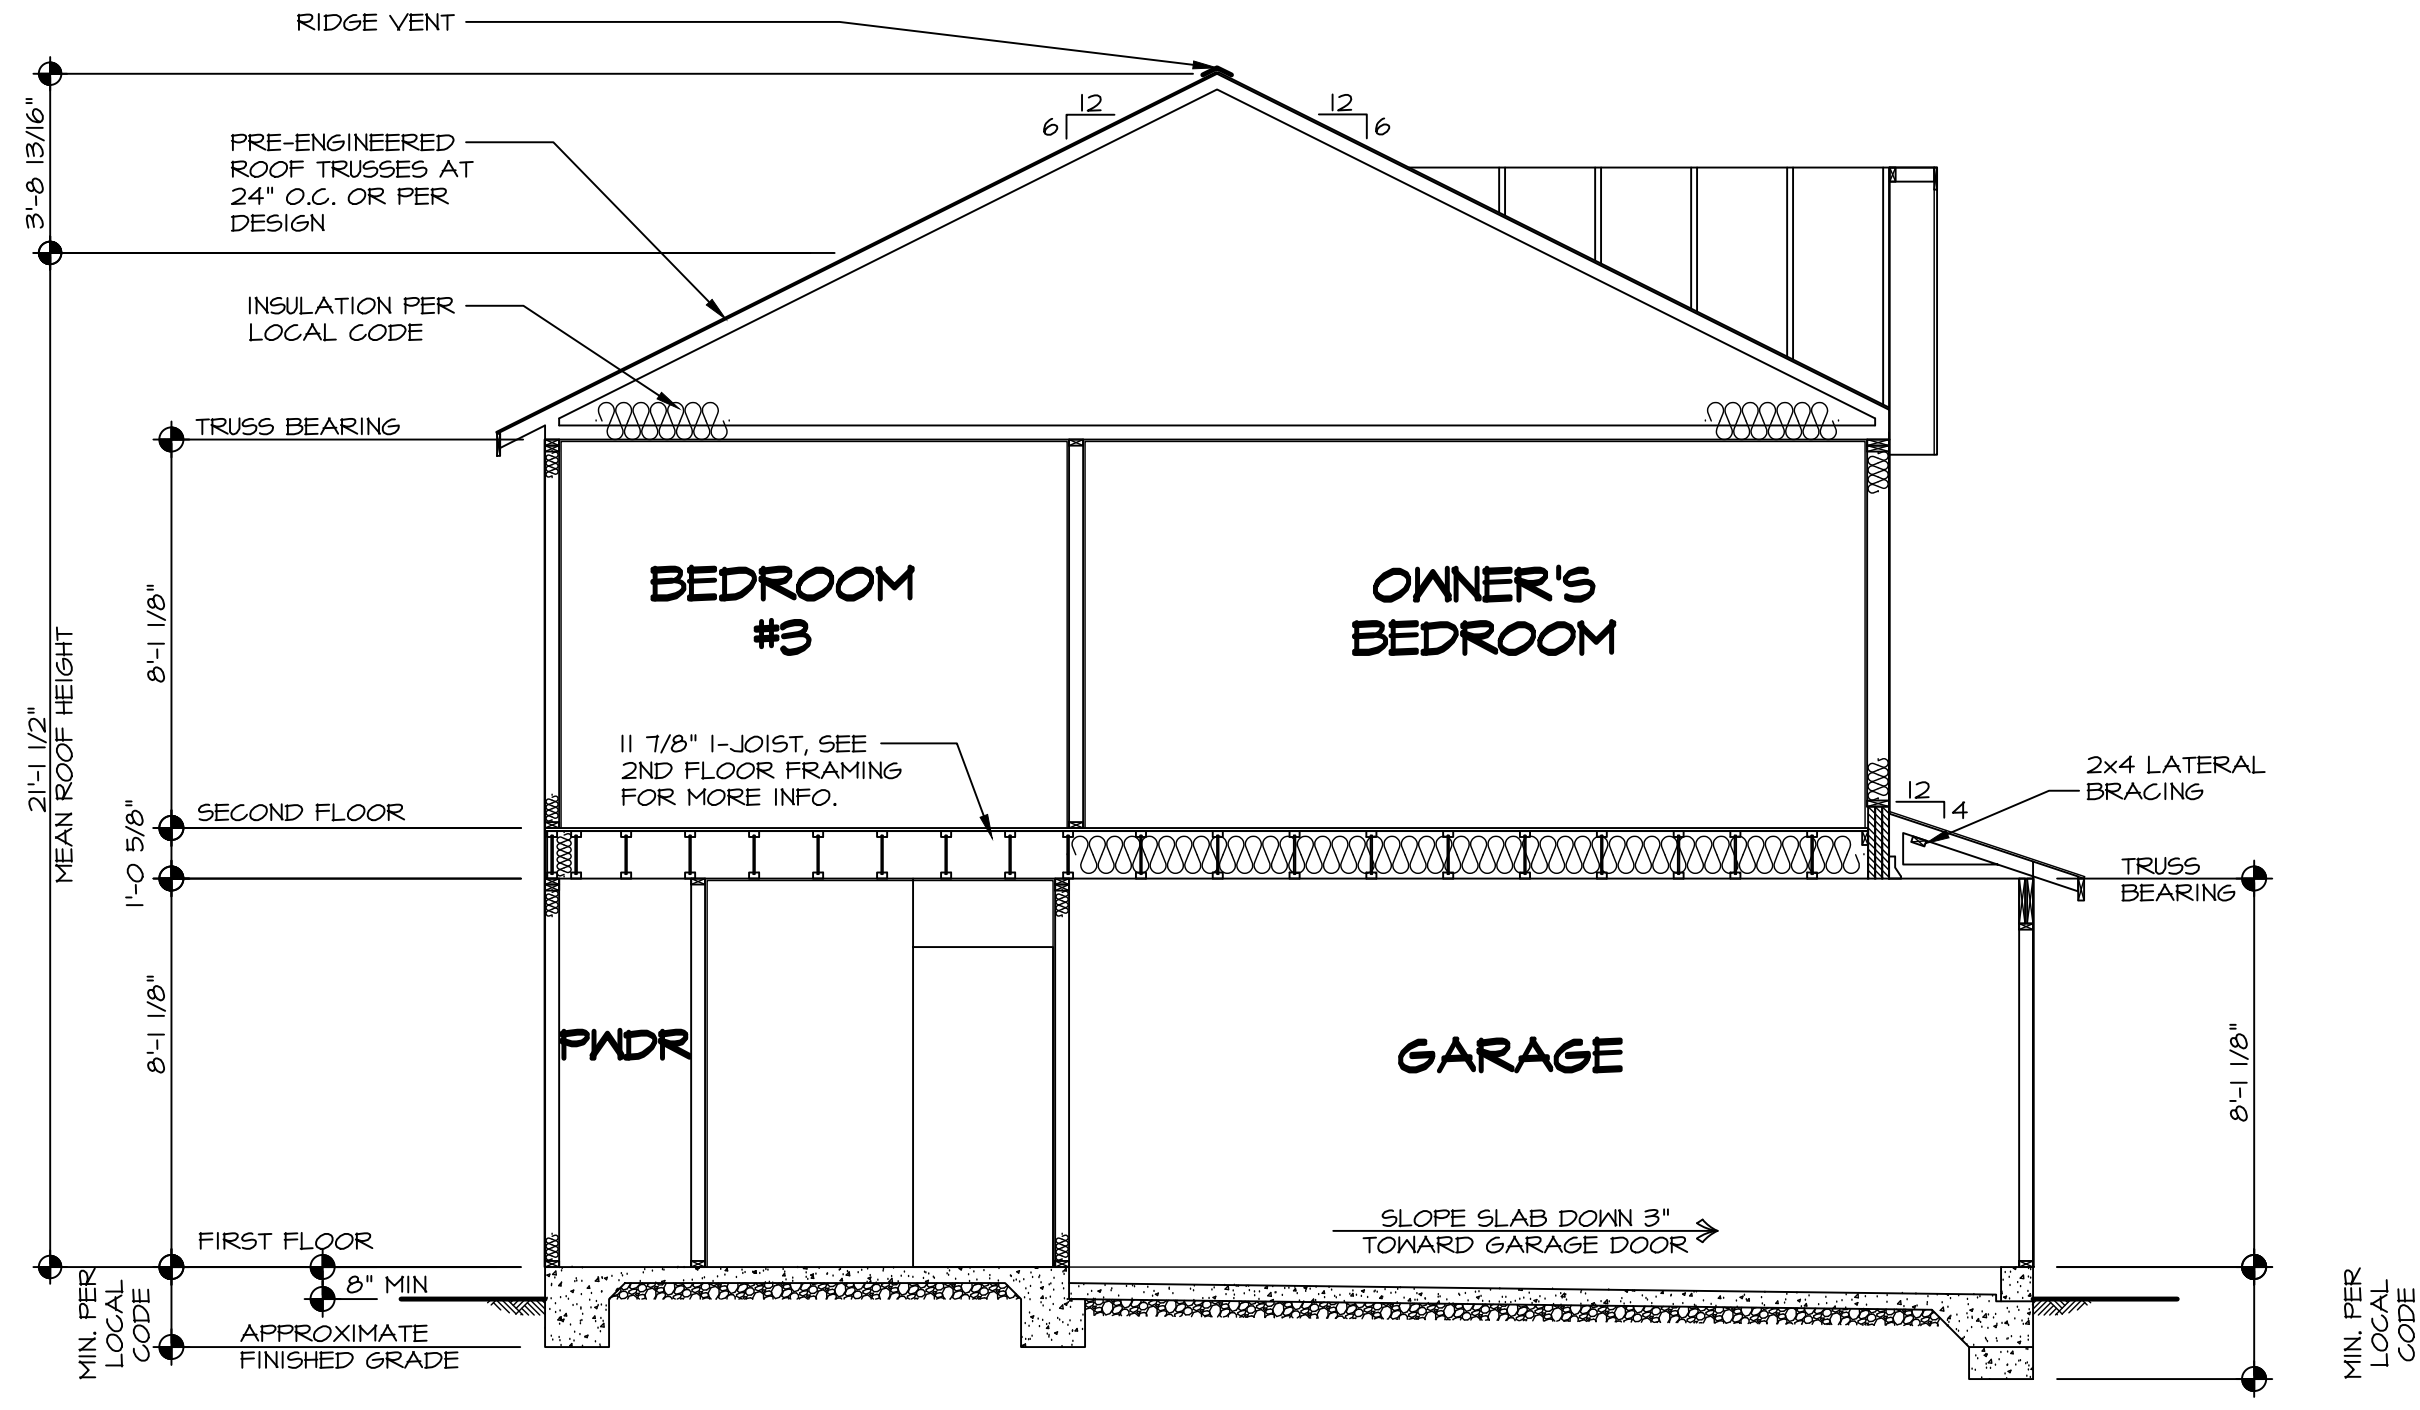 RIDGE VENT
12
6
12
6
3'-8 13/16"
PRE-ENGINEERED
ROOF TRUSSES AT
24" O.C. OR PER
DESIGN
INSULATION PER
LOCAL CODE
TRUSS BEARING
8'-1 1/8"
BEDROOM
#3
OWNER'S
BEDROOM
21'-1 1/2"
MEAN ROOF HEIGHT
11 7/8" I-JOIST, SEE
2ND FLOOR FRAMING
FOR MORE INFO.
SECOND FLOOR
1'-0 5/8"
12
4
2x4 LATERAL
BRACING
TRUSS
BEARING
8'-1 1/8"
PWDR
GARAGE
8'-1 1/8"
SLOPE SLAB DOWN 3"
TOWARD GARAGE DOOR
FIRST FLOOR
8" MIN
MIN. PER
LOCAL
CODE
APPROXIMATE
FINISHED GRADE
MIN. PER
LOCAL
CODE